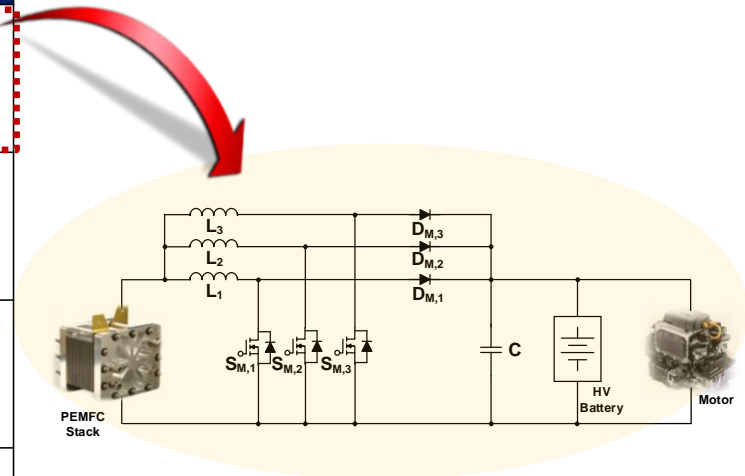 L3
DM,3
L2
DM,2
L1
DM,1
SM,1
SM,2
SM,3
C
HV
Battery
Motor
PEMFC
Stack